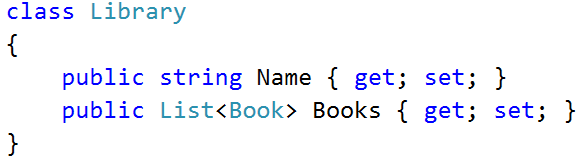 class Library
{
    public string Name { get; set; }
    public List<Book> Books { get; set; }
}